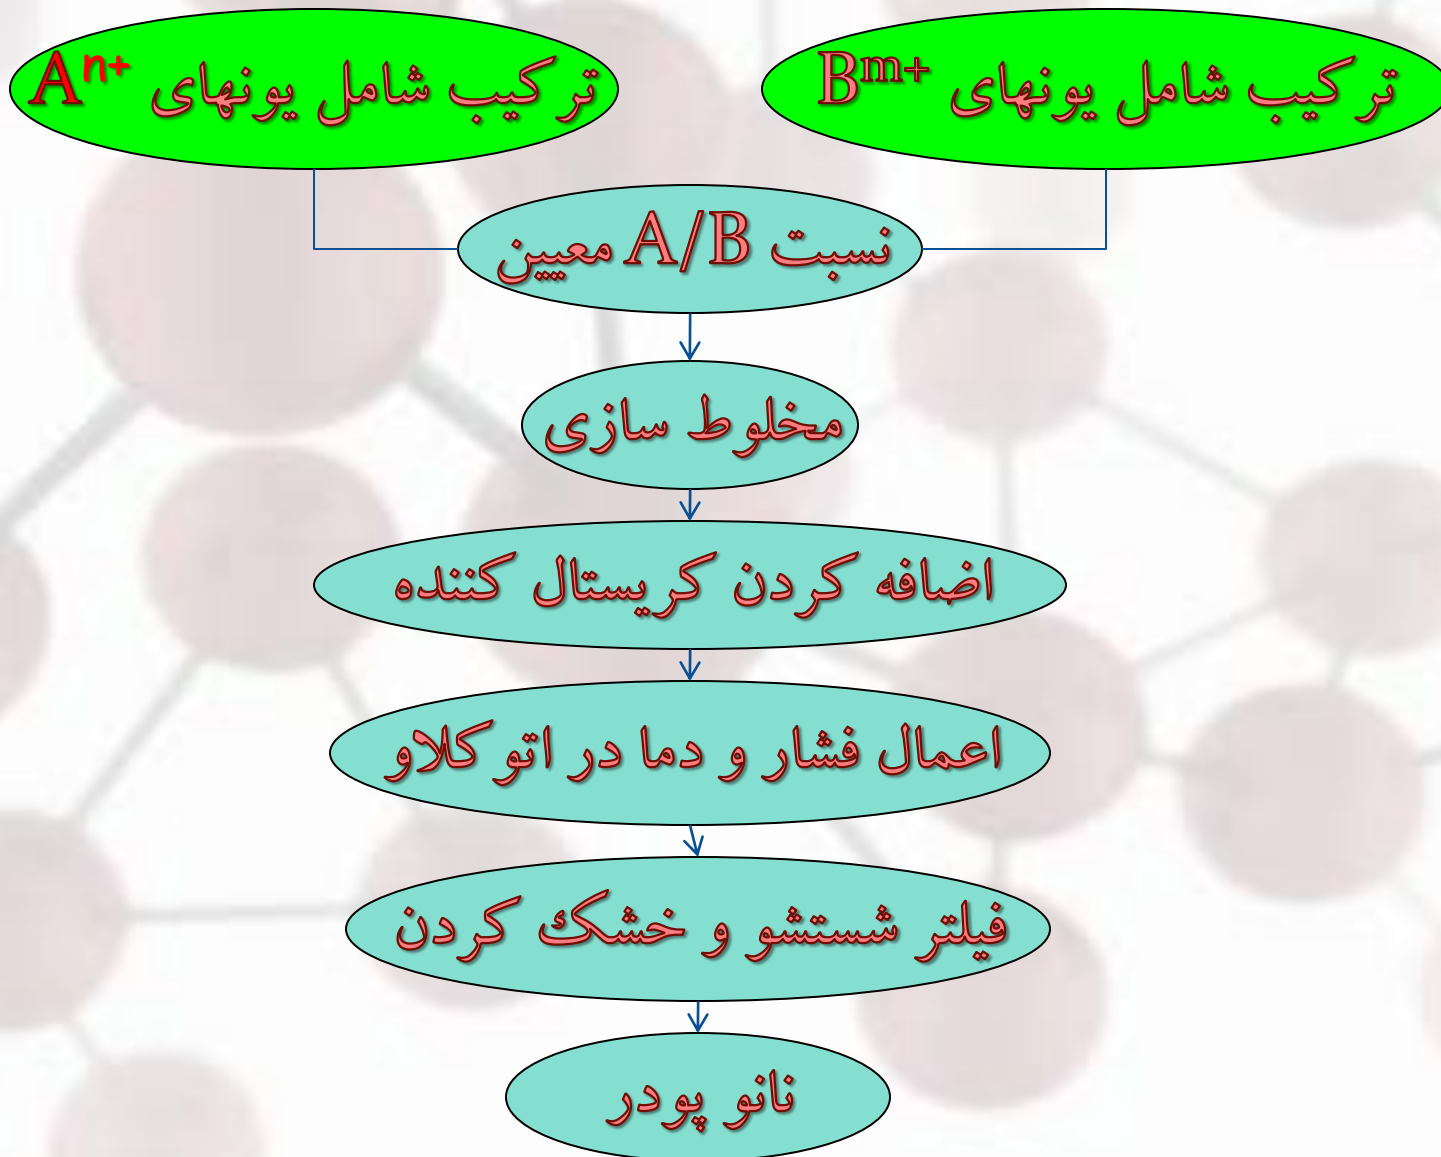 ترکیب شامل یونهای Bᵐ⁺
ترکیب شامل یونهای Aⁿ⁺
نسبت A/B معیین
مخلوط سازی
اضافه کردن کریستال کننده
اعمال فشار و دما در اتوکلاو
فیلتر شستشو و خشک کردن
نانو پودر